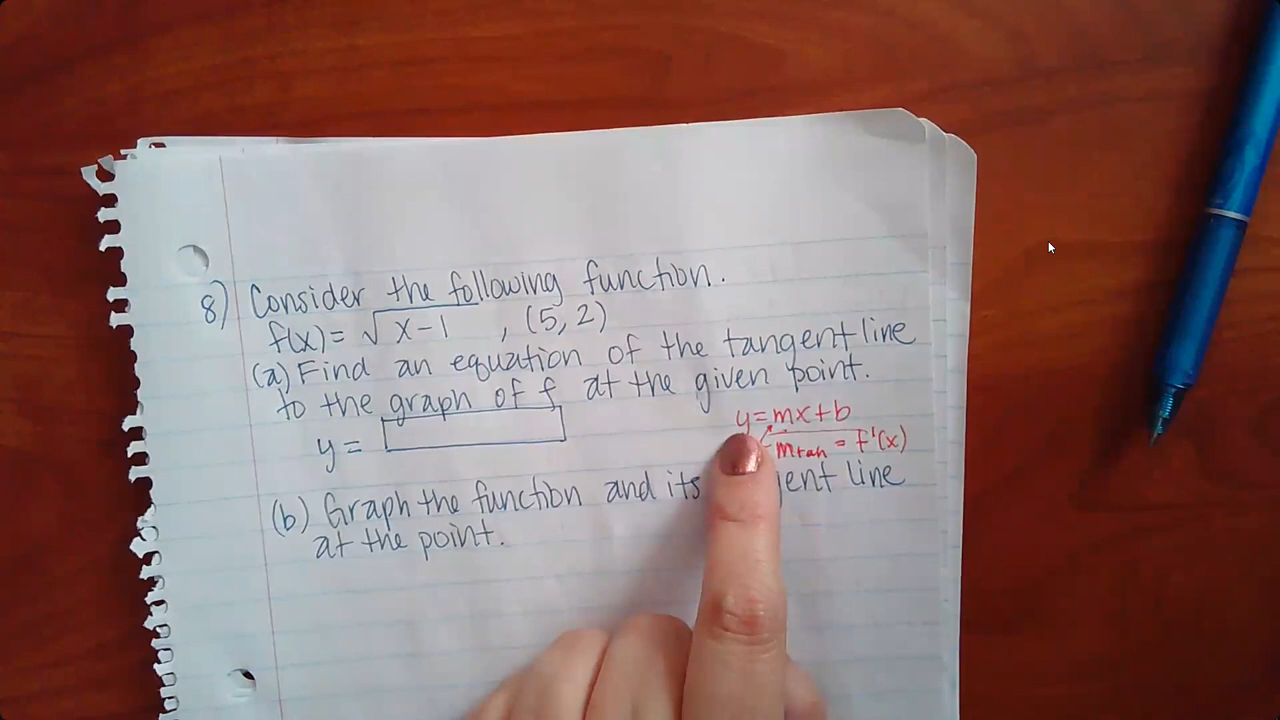 8) Consider the following function.
f(x) = √x-1 , (5, 2)
(a) Find an equation of the tangent line
to the graph of f at the given point.
y =
y = mx + b
mtan = f'(x)
(b) Graph the function and its line
at the point.